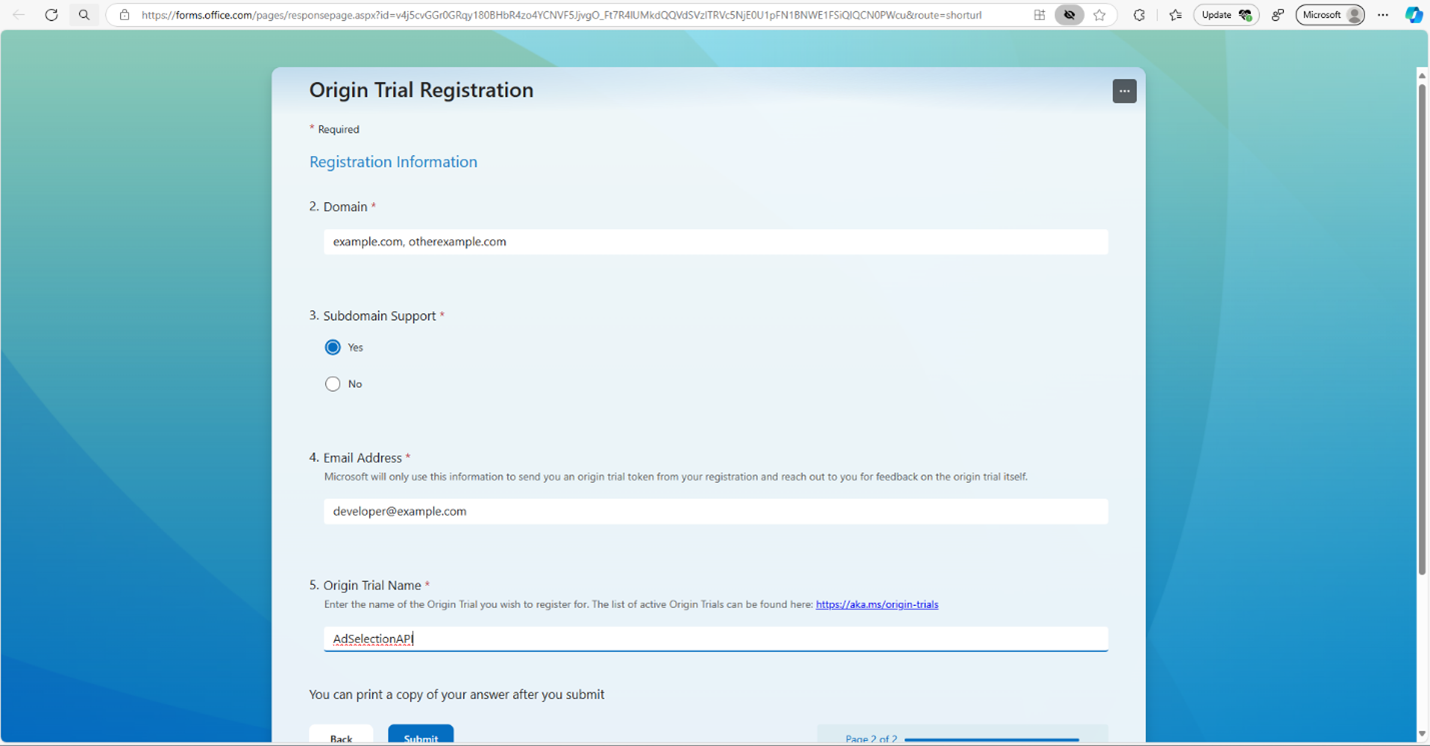 https://forms.office.com/pages/responsepage.aspx?id=v4j5cvGGr0GRqy180BHbR4zo4YCNVF5JjvgO_Ft7R4lUMkdQQVdSVzlTRVc5NjE0U1pFN1BNWE1FSiQlQCN0PWcu&route=shorturl
Update
Microsoft
Origin Trial Registration
* Required
Registration Information
2. Domain *
example.com, otherexample.com
3. Subdomain Support *
Yes
No
4. Email Address *
Microsoft will only use this information to send you an origin trial token from your registration and reach out to you for feedback on the origin trial itself.
developer@example.com
5. Origin Trial Name *
Enter the name of the Origin Trial you wish to register for. The list of active Origin Trials can be found here: https://aka.ms/origin-trials
AdSelectionAPI
You can print a copy of your answer after you submit
Back
Submit
Page 2 of 2